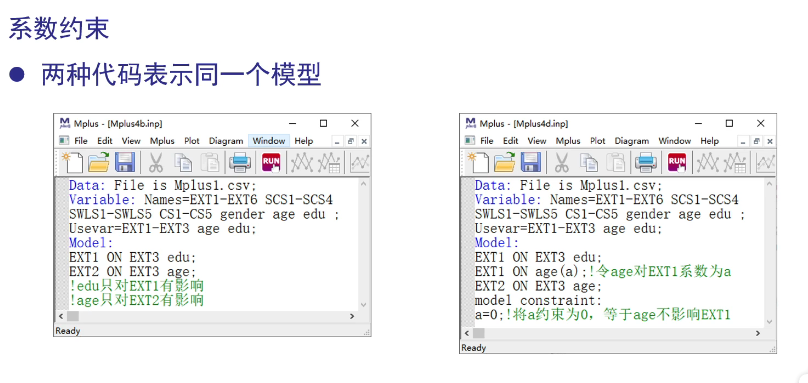 系数约束
● 两种代码表示同一个模型
Mplus - [Mplus4b.inp]
File Edit View Mplus Plot Diagram Window Help
RUN
Data: File is Mplus1.csv;
Variable: Names=EXT1-EXT6 SCS1-SCS4
SWLS1-SWLS5 CS1-CS5 gender age edu ;
Usevar=EXT1-EXT3 age edu;
Model:
EXT1 ON EXT3 edu;
EXT2 ON EXT3 age;
!edu只对EXT1有影响
!age只对EXT2有影响
Ready
Mplus - [Mplus4d.inp]
File Edit View Mplus Plot Diagram Window Help
RUN
Data: File is Mplus1.csv;
Variable: Names=EXT1-EXT6 SCS1-SCS4
SWLS1-SWLS5 CS1-CS5 gender age edu ;
Usevar=EXT1-EXT3 age edu;
Model:
EXT1 ON EXT3 edu;
EXT1 ON age(a);!令age对EXT1系数为a
EXT2 ON EXT3 age;
model constraint:
a=0;!将a约束为0，等于age不影响EXT1
Ready